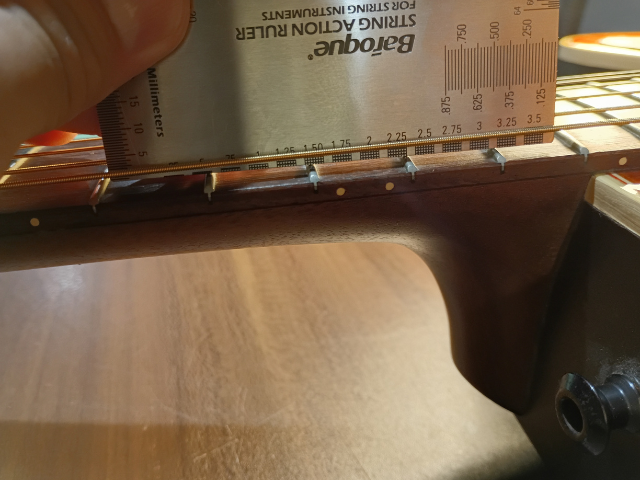 Baroque®
STRING ACTION RULER
FOR STRING INSTRUMENTS
750 500 250
64
.875 .625 .375 .125
Millimeters
15
10
5
1.25 1.50 1.75 2 2.25 2.5 2.75 3 3.25 3.5